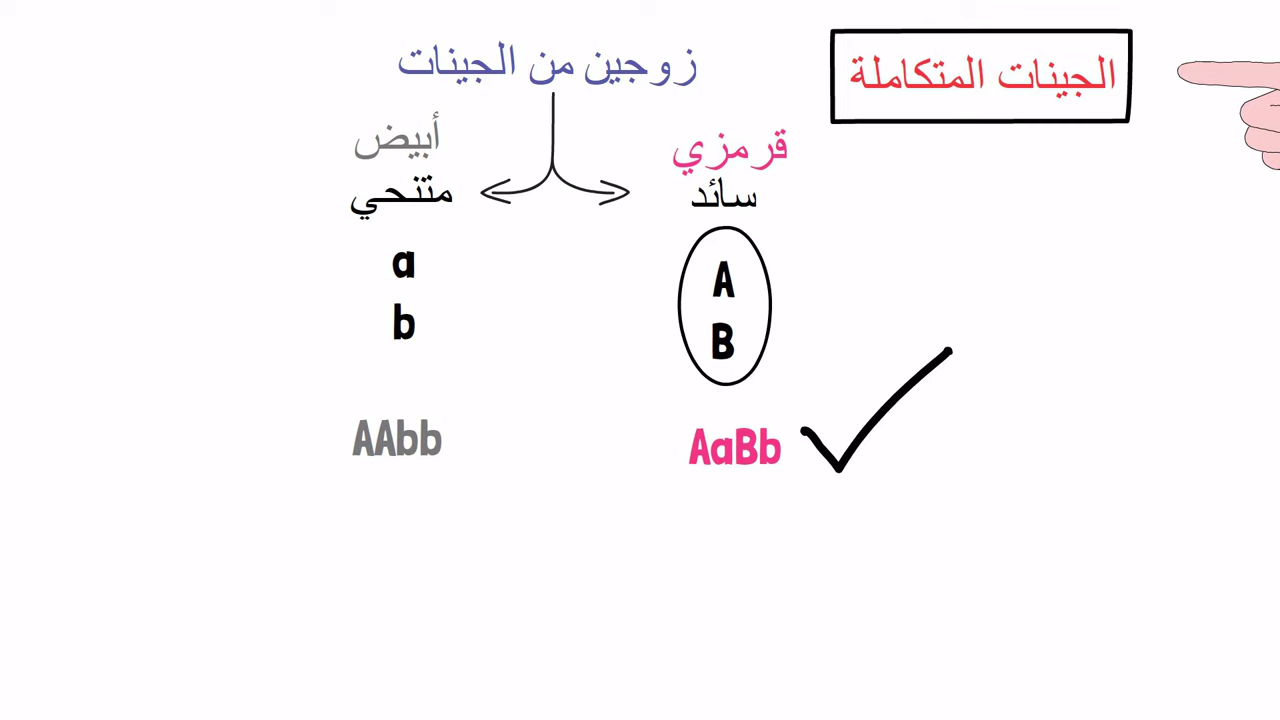 الجينات المتكاملة
زوجين من الجينات
قرمزي
سائد
A
B
AaBb
أبيض
متنحي
a
b
AAbb